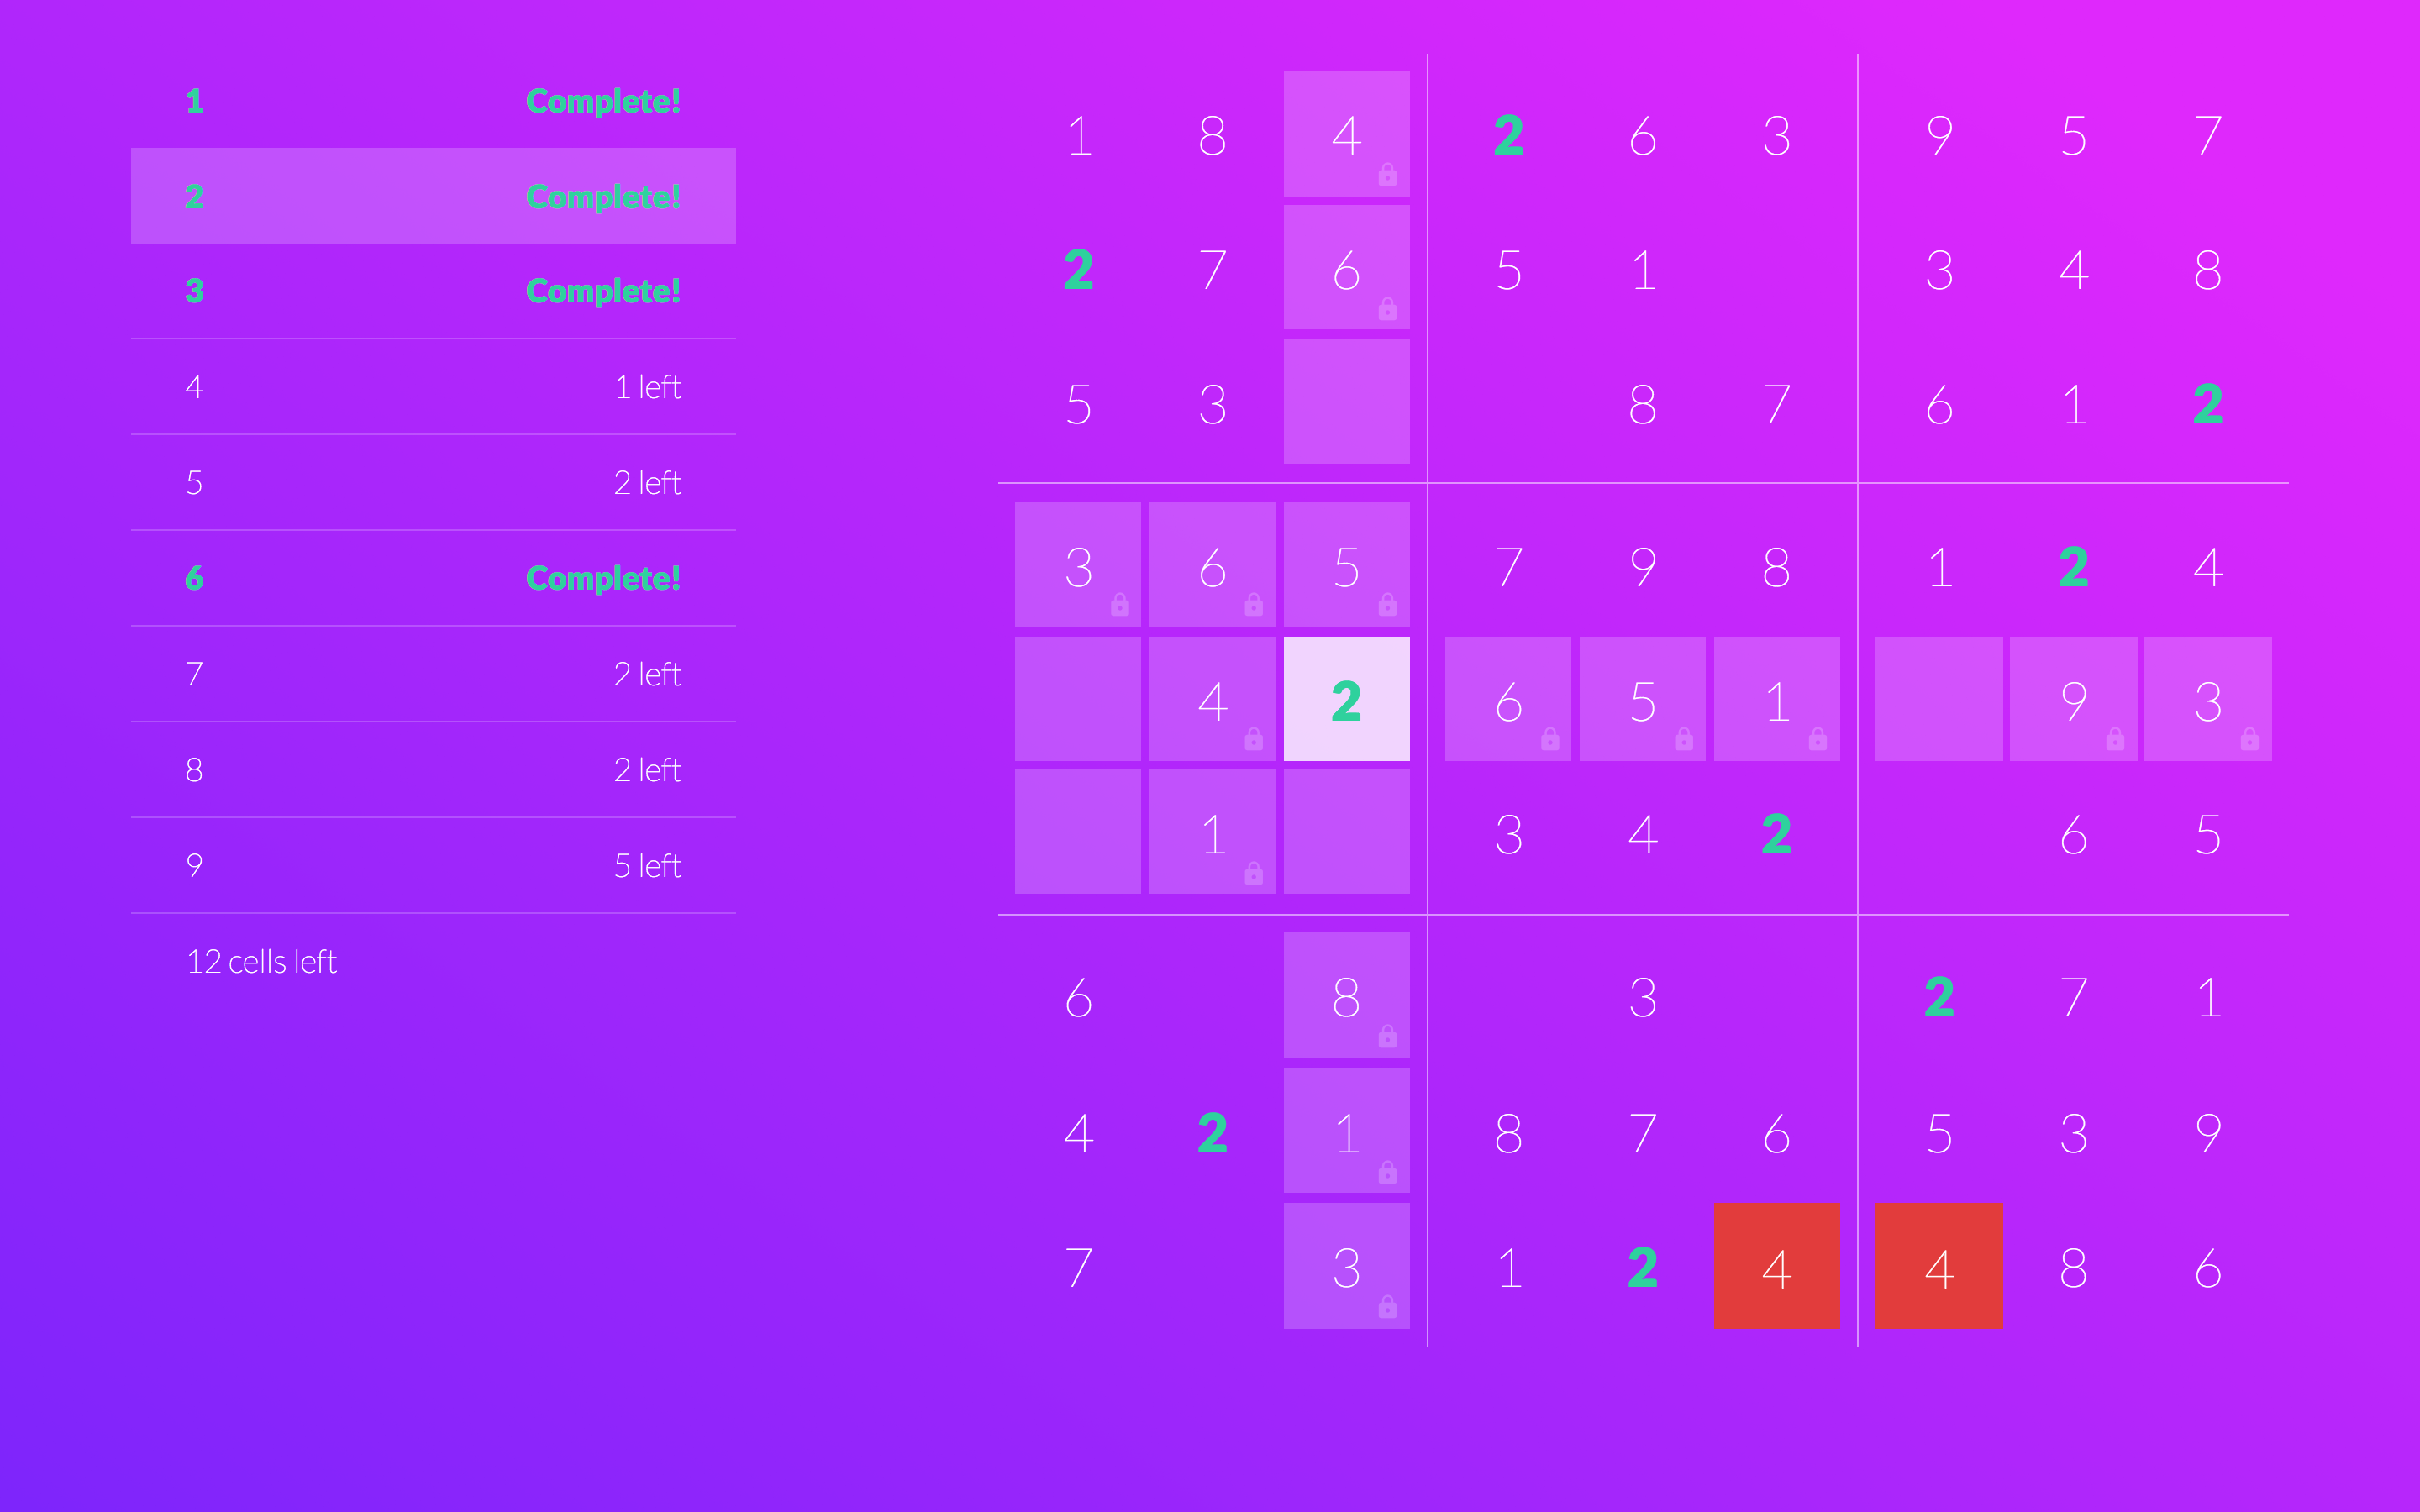 1 Complete!
2 Complete!
3 Complete!
4 1 left
5 2 left
6 Complete!
7 2 left
8 2 left
9 5 left
12 cells left
1 8 4 2 6 3 9 5 7
2 7 6 5 1 3 4 8
5 3 8 7 6 1 2
3 6 5 7 9 8 1 2 4
4 2 6 5 1 9 3
1 3 4 2 6 5
6 8 3 2 7 1
4 2 1 8 7 6 5 3 9
7 3 1 2 4 4 8 6